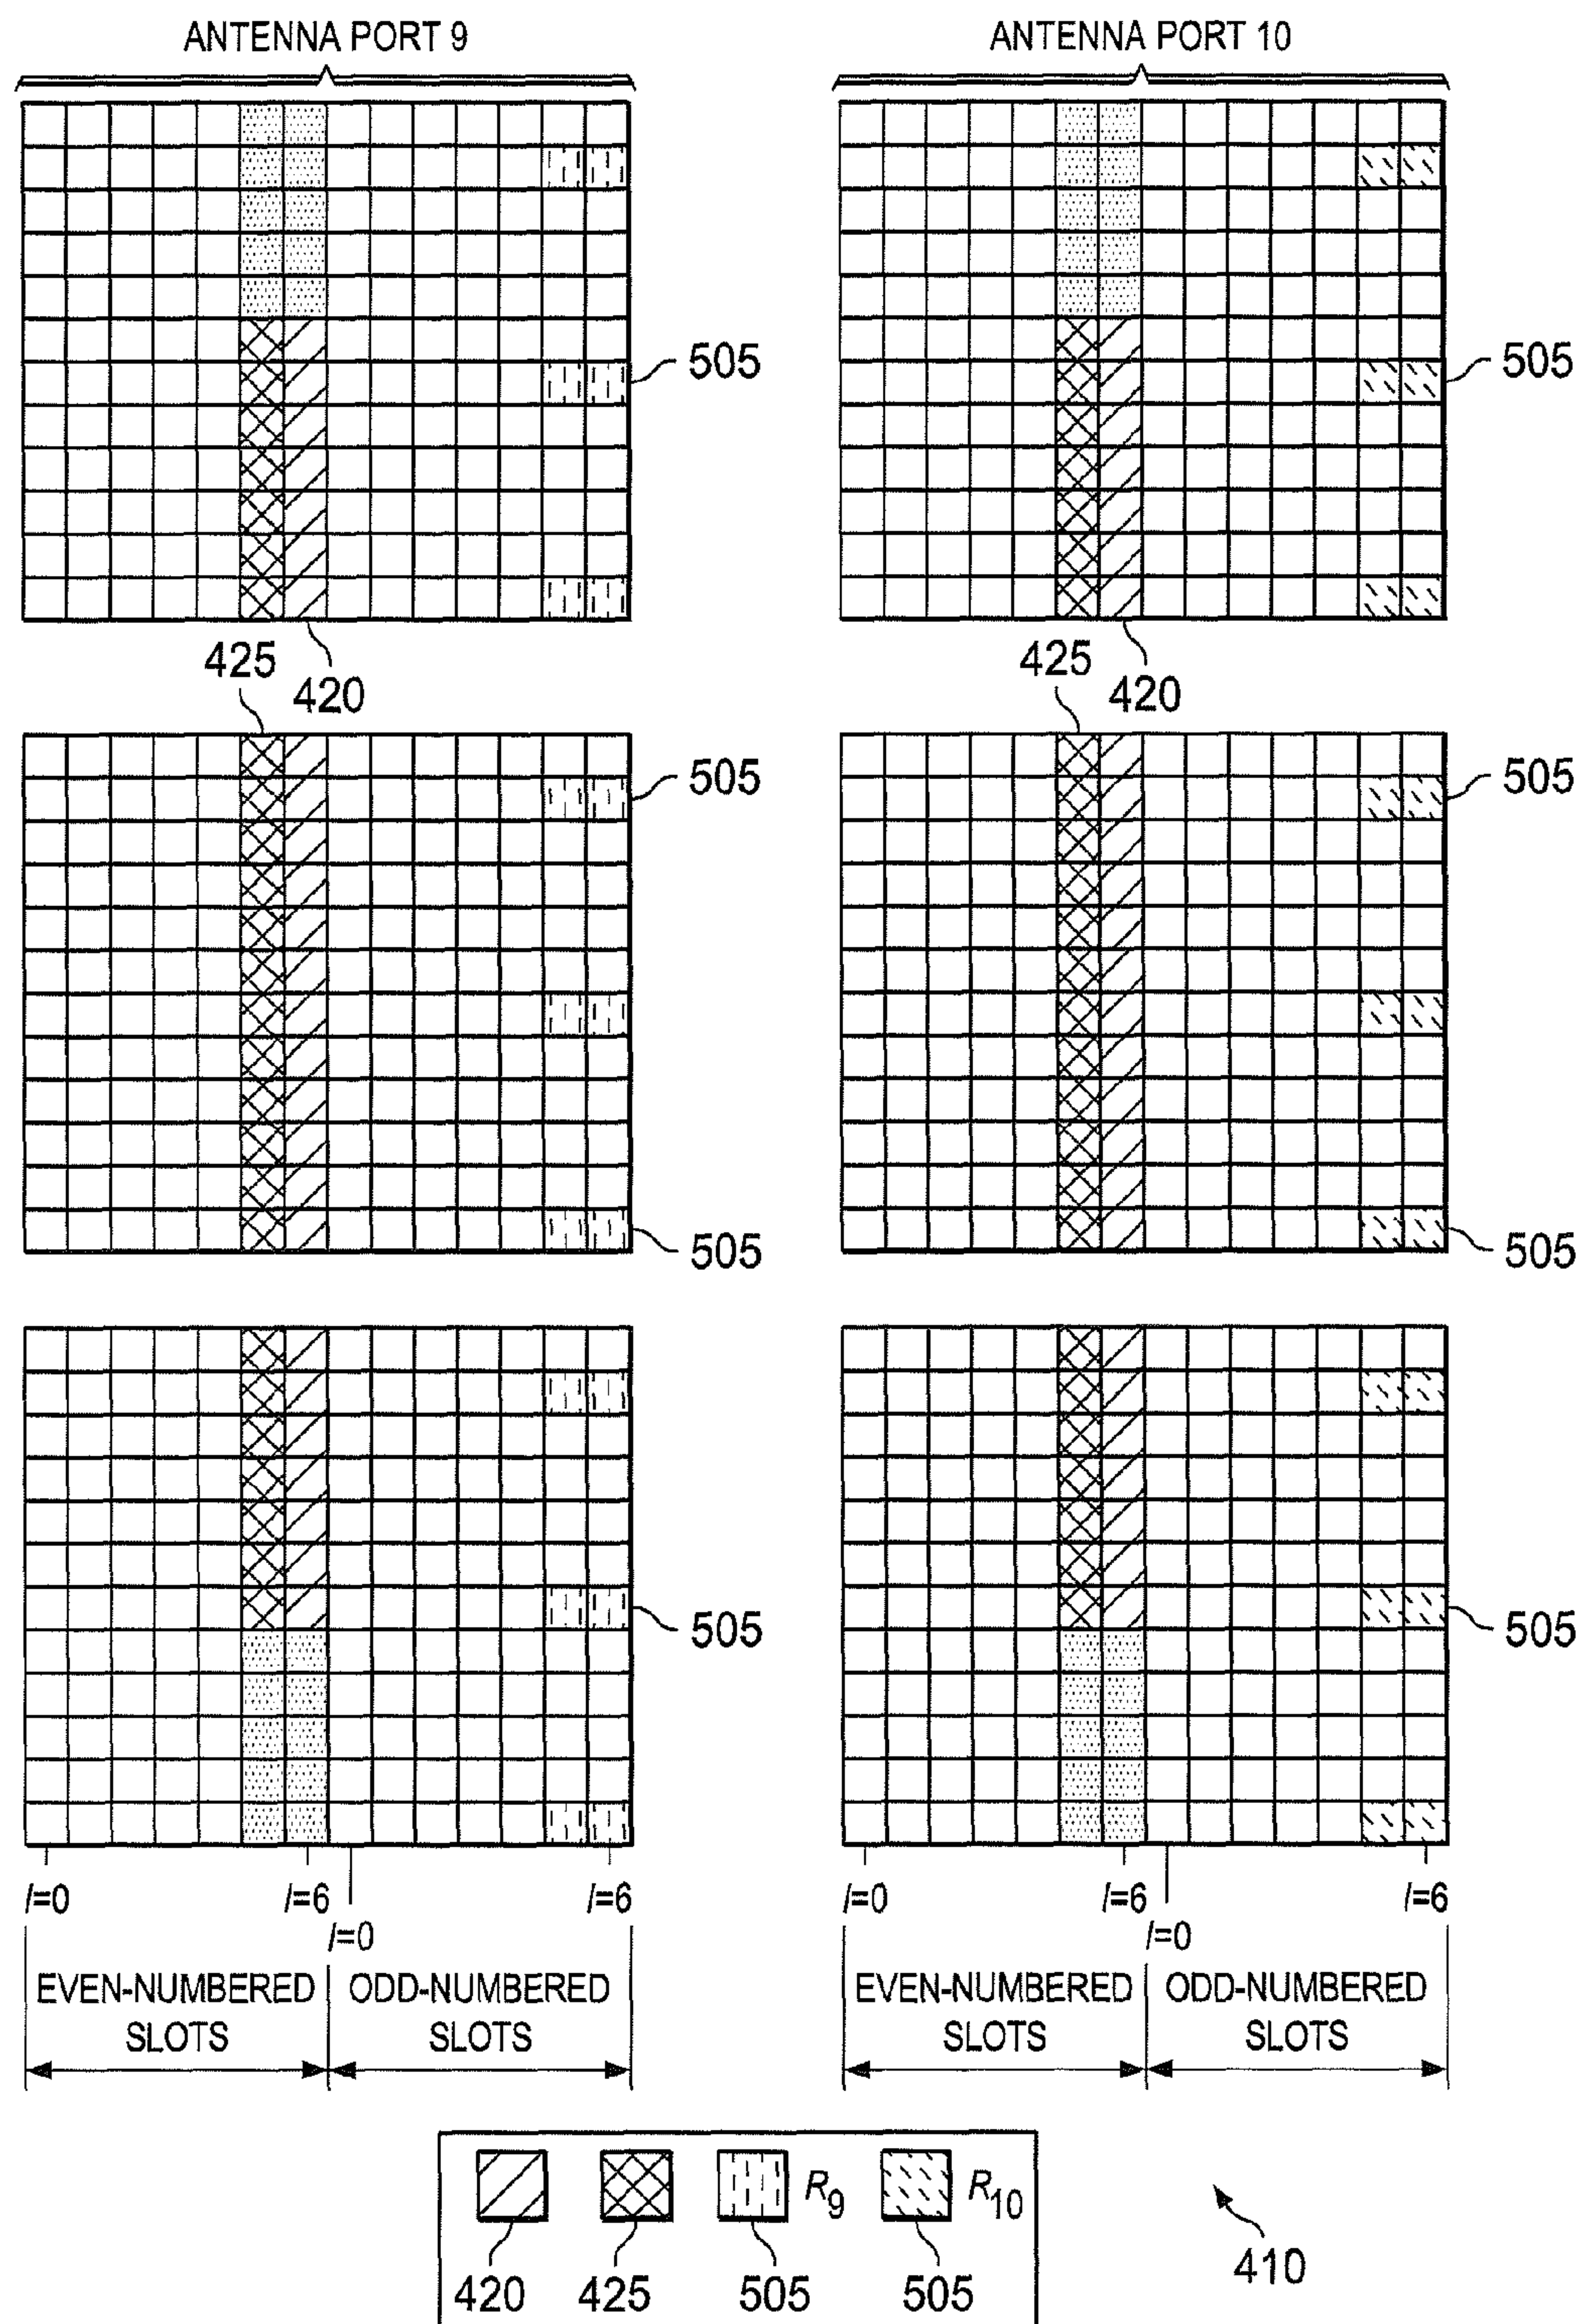 ANTENNA PORT 9
ANTENNA PORT 10
505
505
425
420
425
420
505
505
505
505
505
505
l=0
l=6
l=0
l=6
l=0
l=6
l=0
l=6
EVEN-NUMBERED SLOTS
ODD-NUMBERED SLOTS
EVEN-NUMBERED SLOTS
ODD-NUMBERED SLOTS
R9
R10
420
425
505
505
410